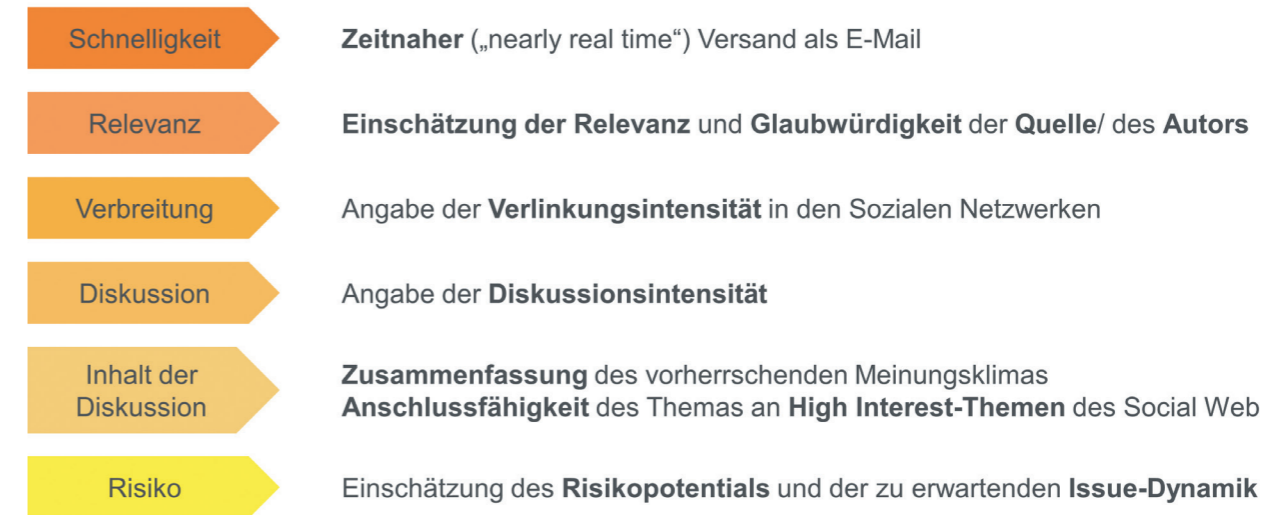 Schnelligkeit
Zeitnaher („nearly real time“) Versand als E-Mail
Relevanz
Einschätzung der Relevanz und Glaubwürdigkeit der Quelle/ des Autors
Verbreitung
Angabe der Verlinkungsintensität in den Sozialen Netzwerken
Diskussion
Angabe der Diskussionsintensität
Inhalt der
Diskussion
Zusammenfassung des vorherrschenden Meinungsklimas
Anschlussfähigkeit des Themas an High Interest-Themen des Social Web
Risiko
Einschätzung des Risikopotentials und der zu erwartenden Issue-Dynamik